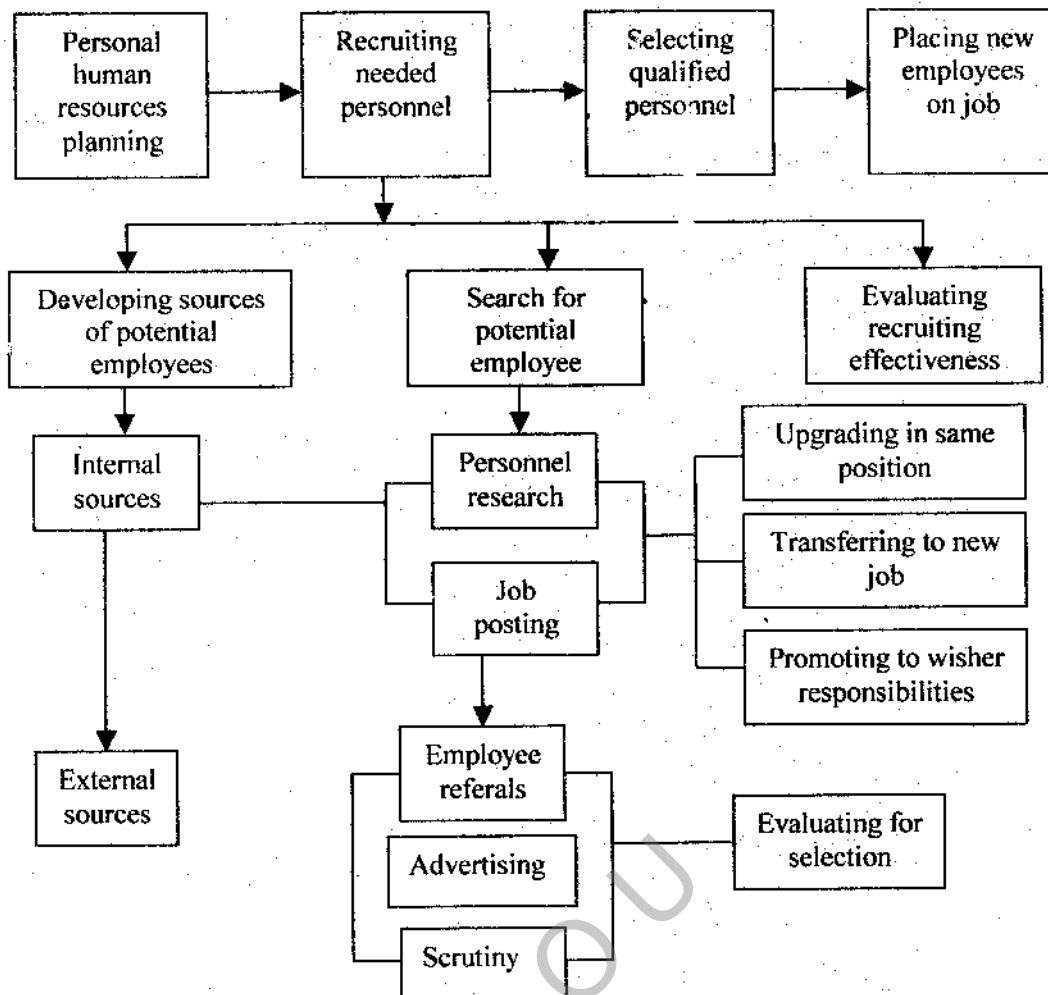 Personal
human
resources
planning
Recruiting
needed
personnel
Selecting
qualified
personnel
Placing new
employees
on job
Developing sources
of potential
employees
Search for
potential
employee
Evaluating
recruiting
effectiveness
Internal
sources
Personnel
research
Upgrading in same
position
Transferring to new
job
Job
posting
Promoting to wisher
responsibilities
External
sources
Employee
referals
Advertising
Scrutiny
Evaluating for
selection
O U